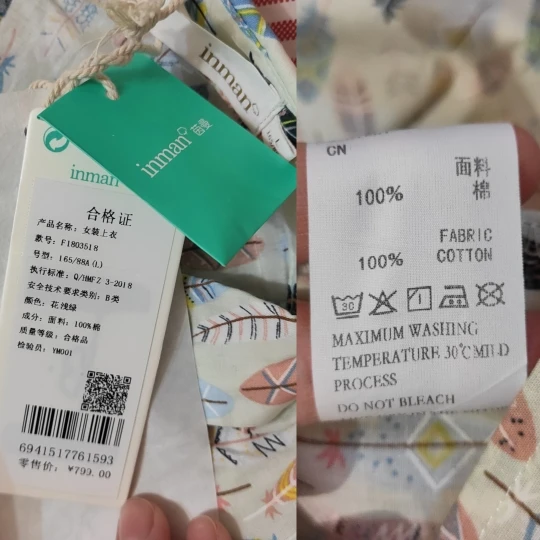 inman
inman 茵曼
inman
合格证
产品名称: 女装上衣
款号: F1803518
号型: 165/88A(L)
执行标准: Q/HMFZ 3-2018
安全技术要求类别: B类
颜色: 花浅绿
成分: 面料: 100%棉
质量等级: 合格品
检验员: YM001
6941517761593
零售价: ¥799.00
CN
面料
100% 棉
FABRIC
100% COTTON
30
MAXIMUM WASHING
TEMPERATURE 30℃ MILD
PROCESS
DO NOT BLEACH